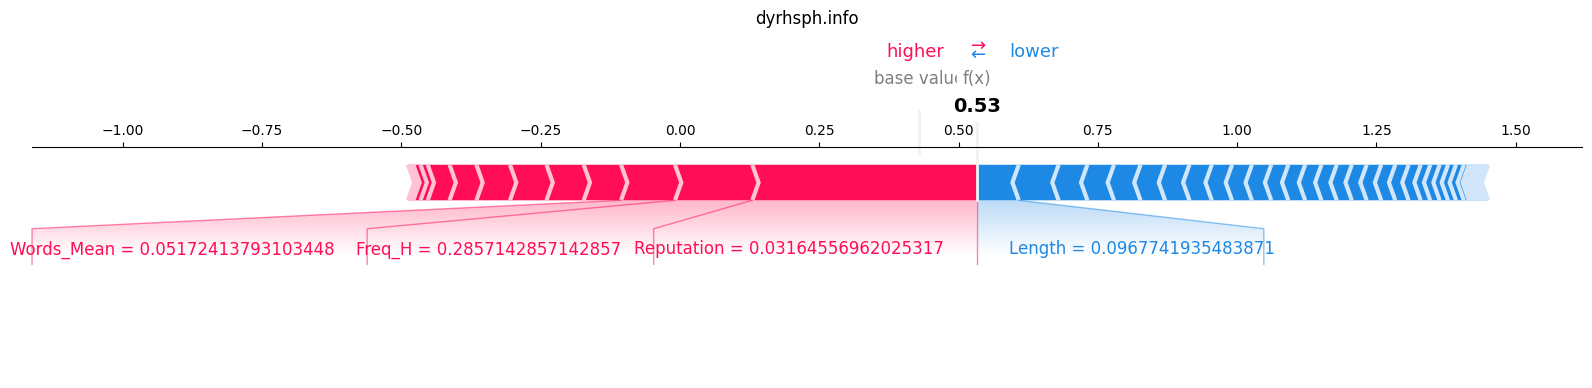 dyrhsph.info
higher ⇄ lower
base value f(x)
0.53
−1.00 −0.75 −0.50 −0.25 0.00 0.25 0.50 0.75 1.00 1.25 1.50
Words_Mean = 0.05172413793103448 Freq_H = 0.2857142857142857 Reputation = 0.03164556962025317 Length = 0.0967741935483871